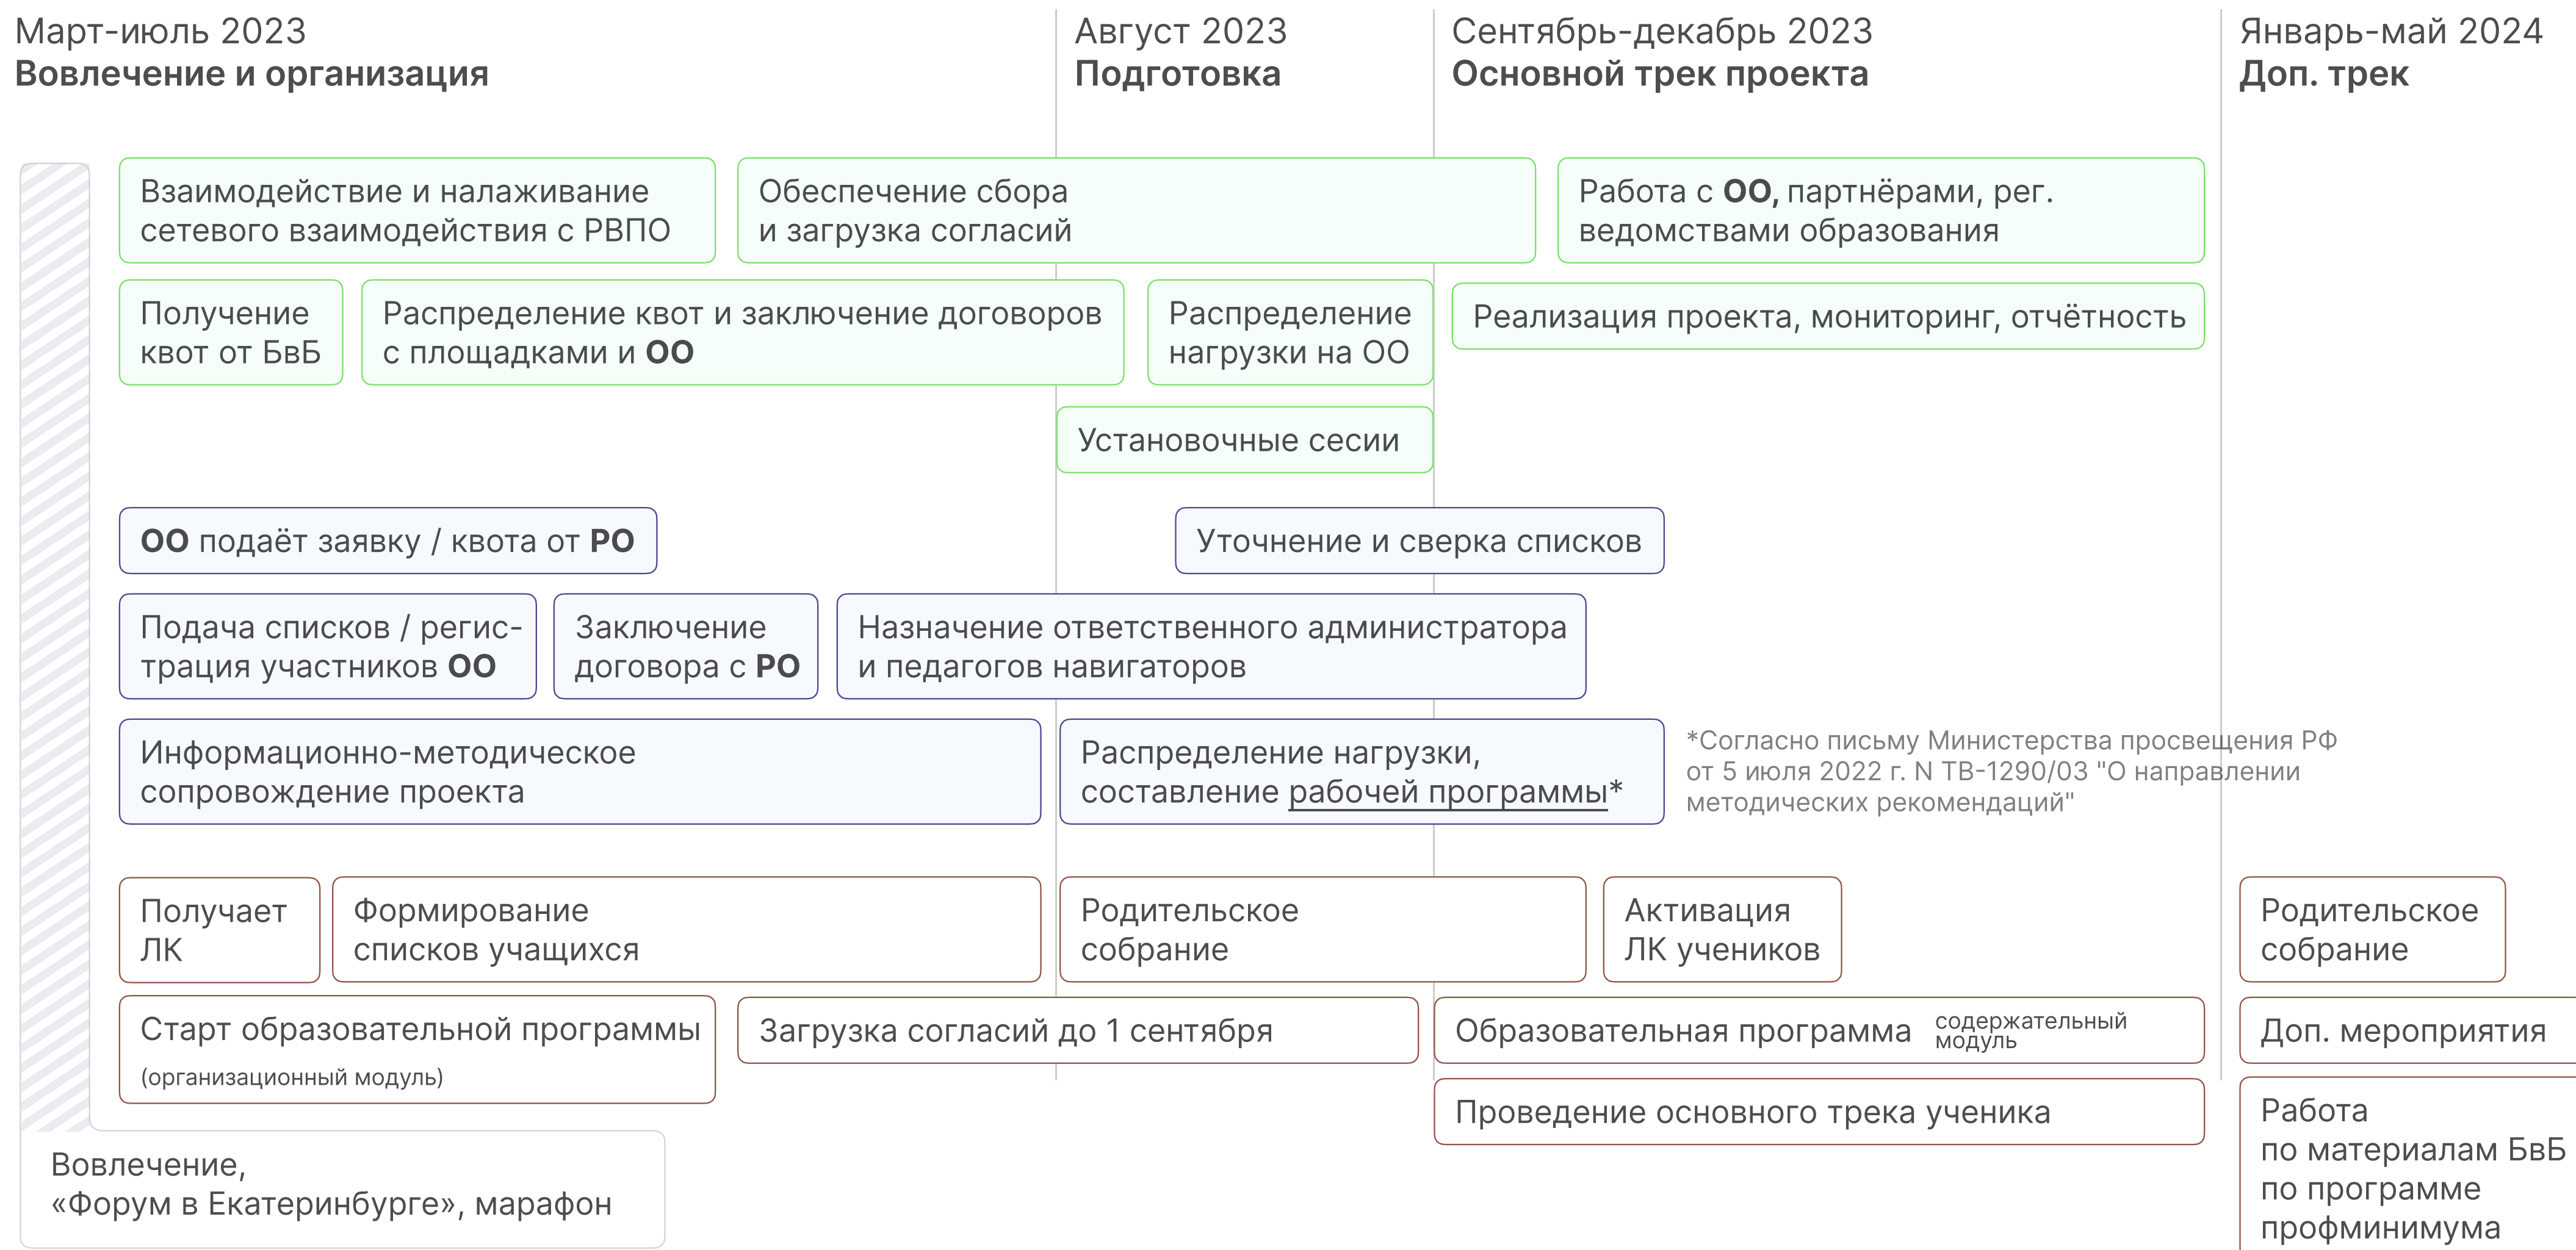 Март-июль 2023
Вовлечение и организация
Август 2023
Подготовка
Сентябрь-декабрь 2023
Основной трек проекта
Январь-май 2024
Доп. трек
Взаимодействие и налаживание
сетевого взаимодействия с РВПО
Обеспечение сбора
и загрузка согласий
Работа с ОО, партнёрами, рег.
ведомствами образования
Получение
квот от БвБ
Распределение квот и заключение договоров
с площадками и ОО
Распределение
нагрузки на ОО
Реализация проекта, мониторинг, отчётность
Установочные сесии
ОО подаёт заявку / квота от РО
Уточнение и сверка списков
Подача списков / регис-
трация участников ОО
Заключение
договора с РО
Назначение ответственного администратора
и педагогов навигаторов
Информационно-методическое
сопровождение проекта
Распределение нагрузки,
составление рабочей программы*
*Согласно письму Министерства просвещения РФ
от 5 июля 2022 г. N ТВ-1290/03 "О направлении
методических рекомендаций"
Получает
ЛК
Формирование
списков учащихся
Родительское
собрание
Активация
ЛК учеников
Родительское
собрание
Старт образовательной программы
(организационный модуль)
Загрузка согласий до 1 сентября
Образовательная программа
содержательный
модуль
Доп. мероприятия
Проведение основного трека ученика
Работа
по материалам БвБ
по программе
профминимума
Вовлечение,
«Форум в Екатеринбурге», марафон